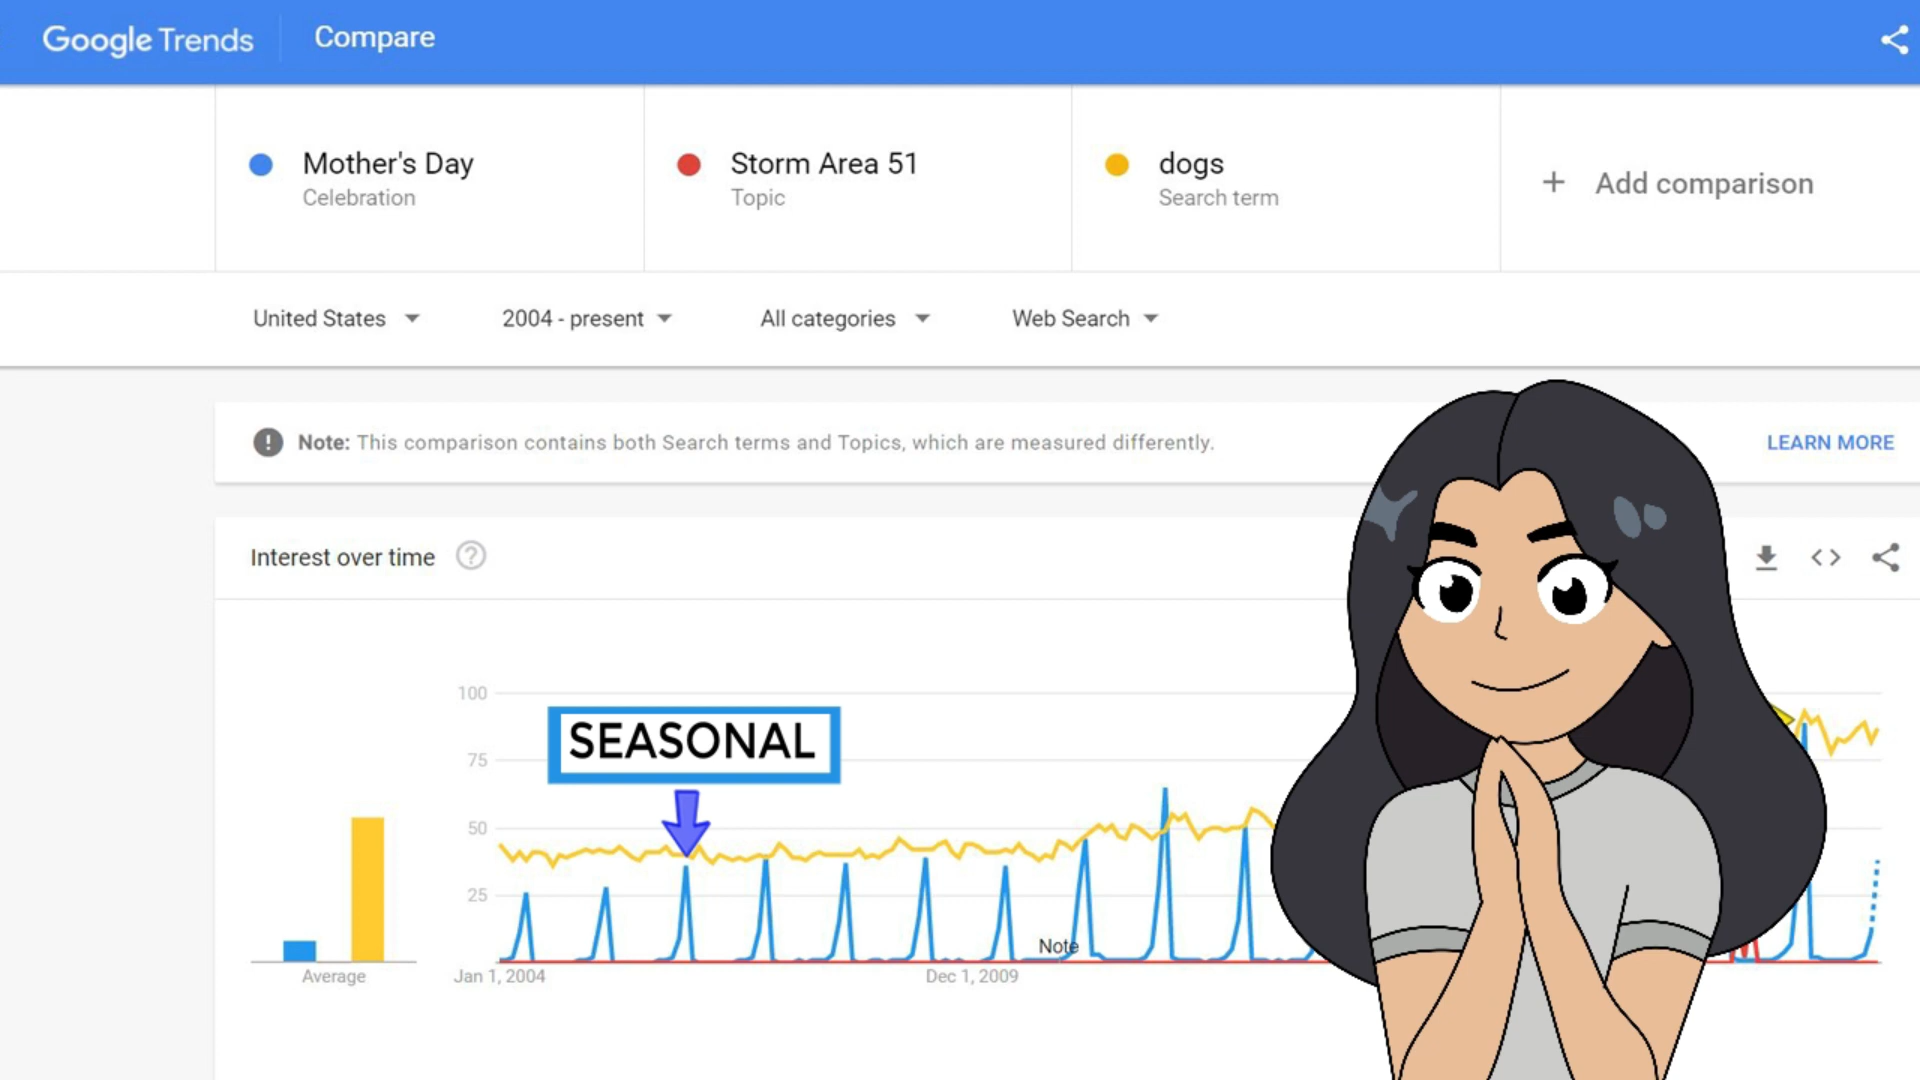 Google Trends Compare
Mother's Day
Celebration
Storm Area 51
Topic
dogs
Search term
+ Add comparison
United States
2004 - present
All categories
Web Search
Note: This comparison contains both Search terms and Topics, which are measured differently.
LEARN MORE
Interest over time
100
75
50
25
SEASONAL
Note
Average
Jan 1, 2004
Dec 1, 2009